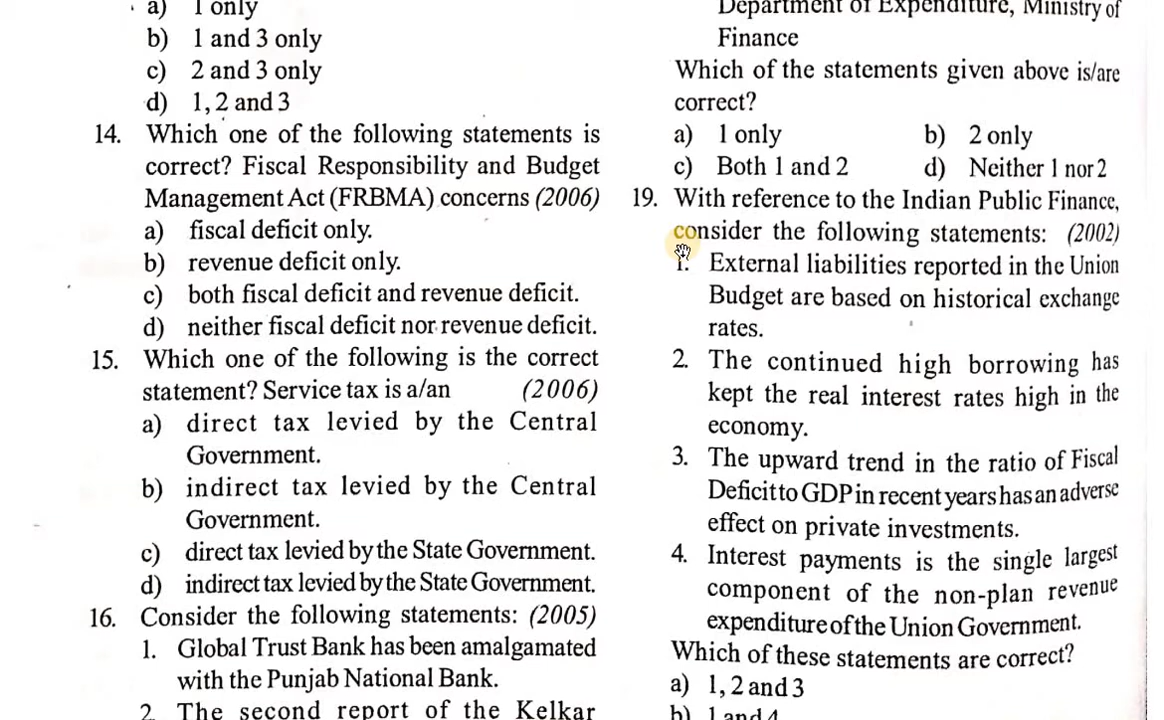 a) 1 only
b) 1 and 3 only
c) 2 and 3 only
d) 1, 2 and 3
14. Which one of the following statements is
correct? Fiscal Responsibility and Budget
Management Act (FRBMA) concerns (2006)
a) fiscal deficit only.
b) revenue deficit only.
c) both fiscal deficit and revenue deficit.
d) neither fiscal deficit nor revenue deficit.
15. Which one of the following is the correct
statement? Service tax is a/an (2006)
a) direct tax levied by the Central
Government.
b) indirect tax levied by the Central
Government.
c) direct tax levied by the State Government.
d) indirect tax levied by the State Government.
16. Consider the following statements: (2005)
1. Global Trust Bank has been amalgamated
with the Punjab National Bank.
2. The second report of the Kelkar
Department of Expenditure, Ministry of
Finance
Which of the statements given above is/are
correct?
a) 1 only b) 2 only
c) Both 1 and 2 d) Neither 1 nor 2
19. With reference to the Indian Public Finance,
consider the following statements: (2002)
1. External liabilities reported in the Union
Budget are based on historical exchange
rates.
2. The continued high borrowing has
kept the real interest rates high in the
economy.
3. The upward trend in the ratio of Fiscal
Deficit to GDP in recent years has an adverse
effect on private investments.
4. Interest payments is the single largest
component of the non-plan revenue
expenditure of the Union Government.
Which of these statements are correct?
a) 1, 2 and 3
b) 1 and 4